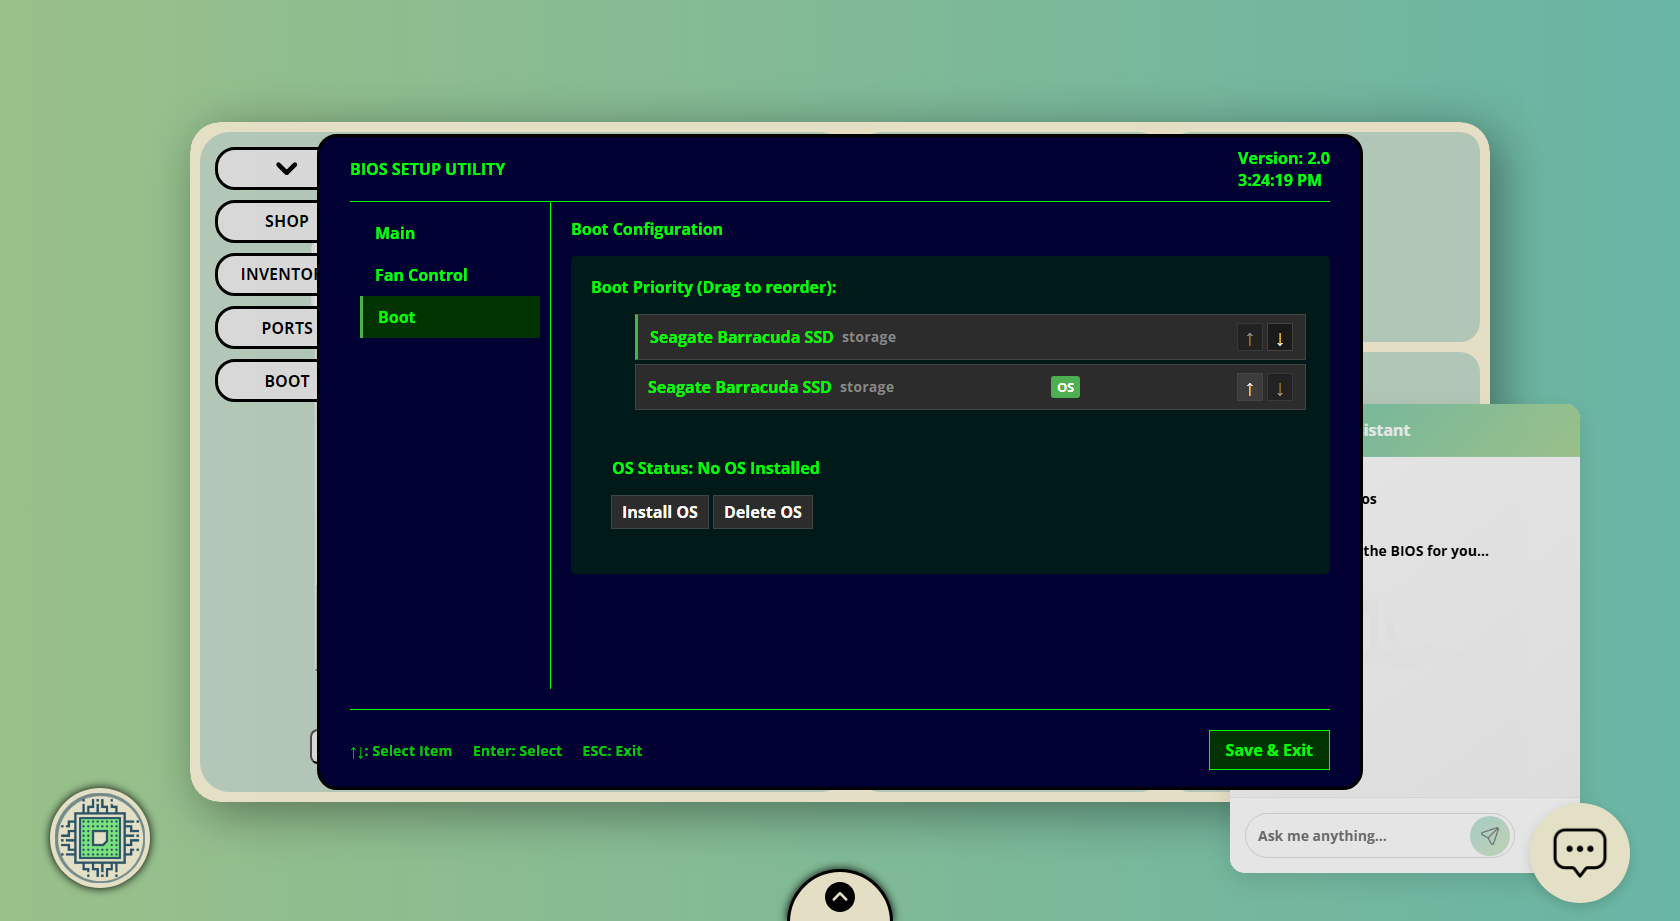 SHOP
PORTS
BOOT
BIOS SETUP UTILITY
Version: 2.0
3:24:19 PM
Main
Fan Control
Boot
Boot Configuration
Boot Priority (Drag to reorder):
Seagate Barracuda SSD storage ↑ ↓
Seagate Barracuda SSD storage OS ↑ ↓
OS Status: No OS Installed
Install OS Delete OS
↑↓: Select Item Enter: Select ESC: Exit
Save & Exit
the BIOS for you...
Ask me anything...